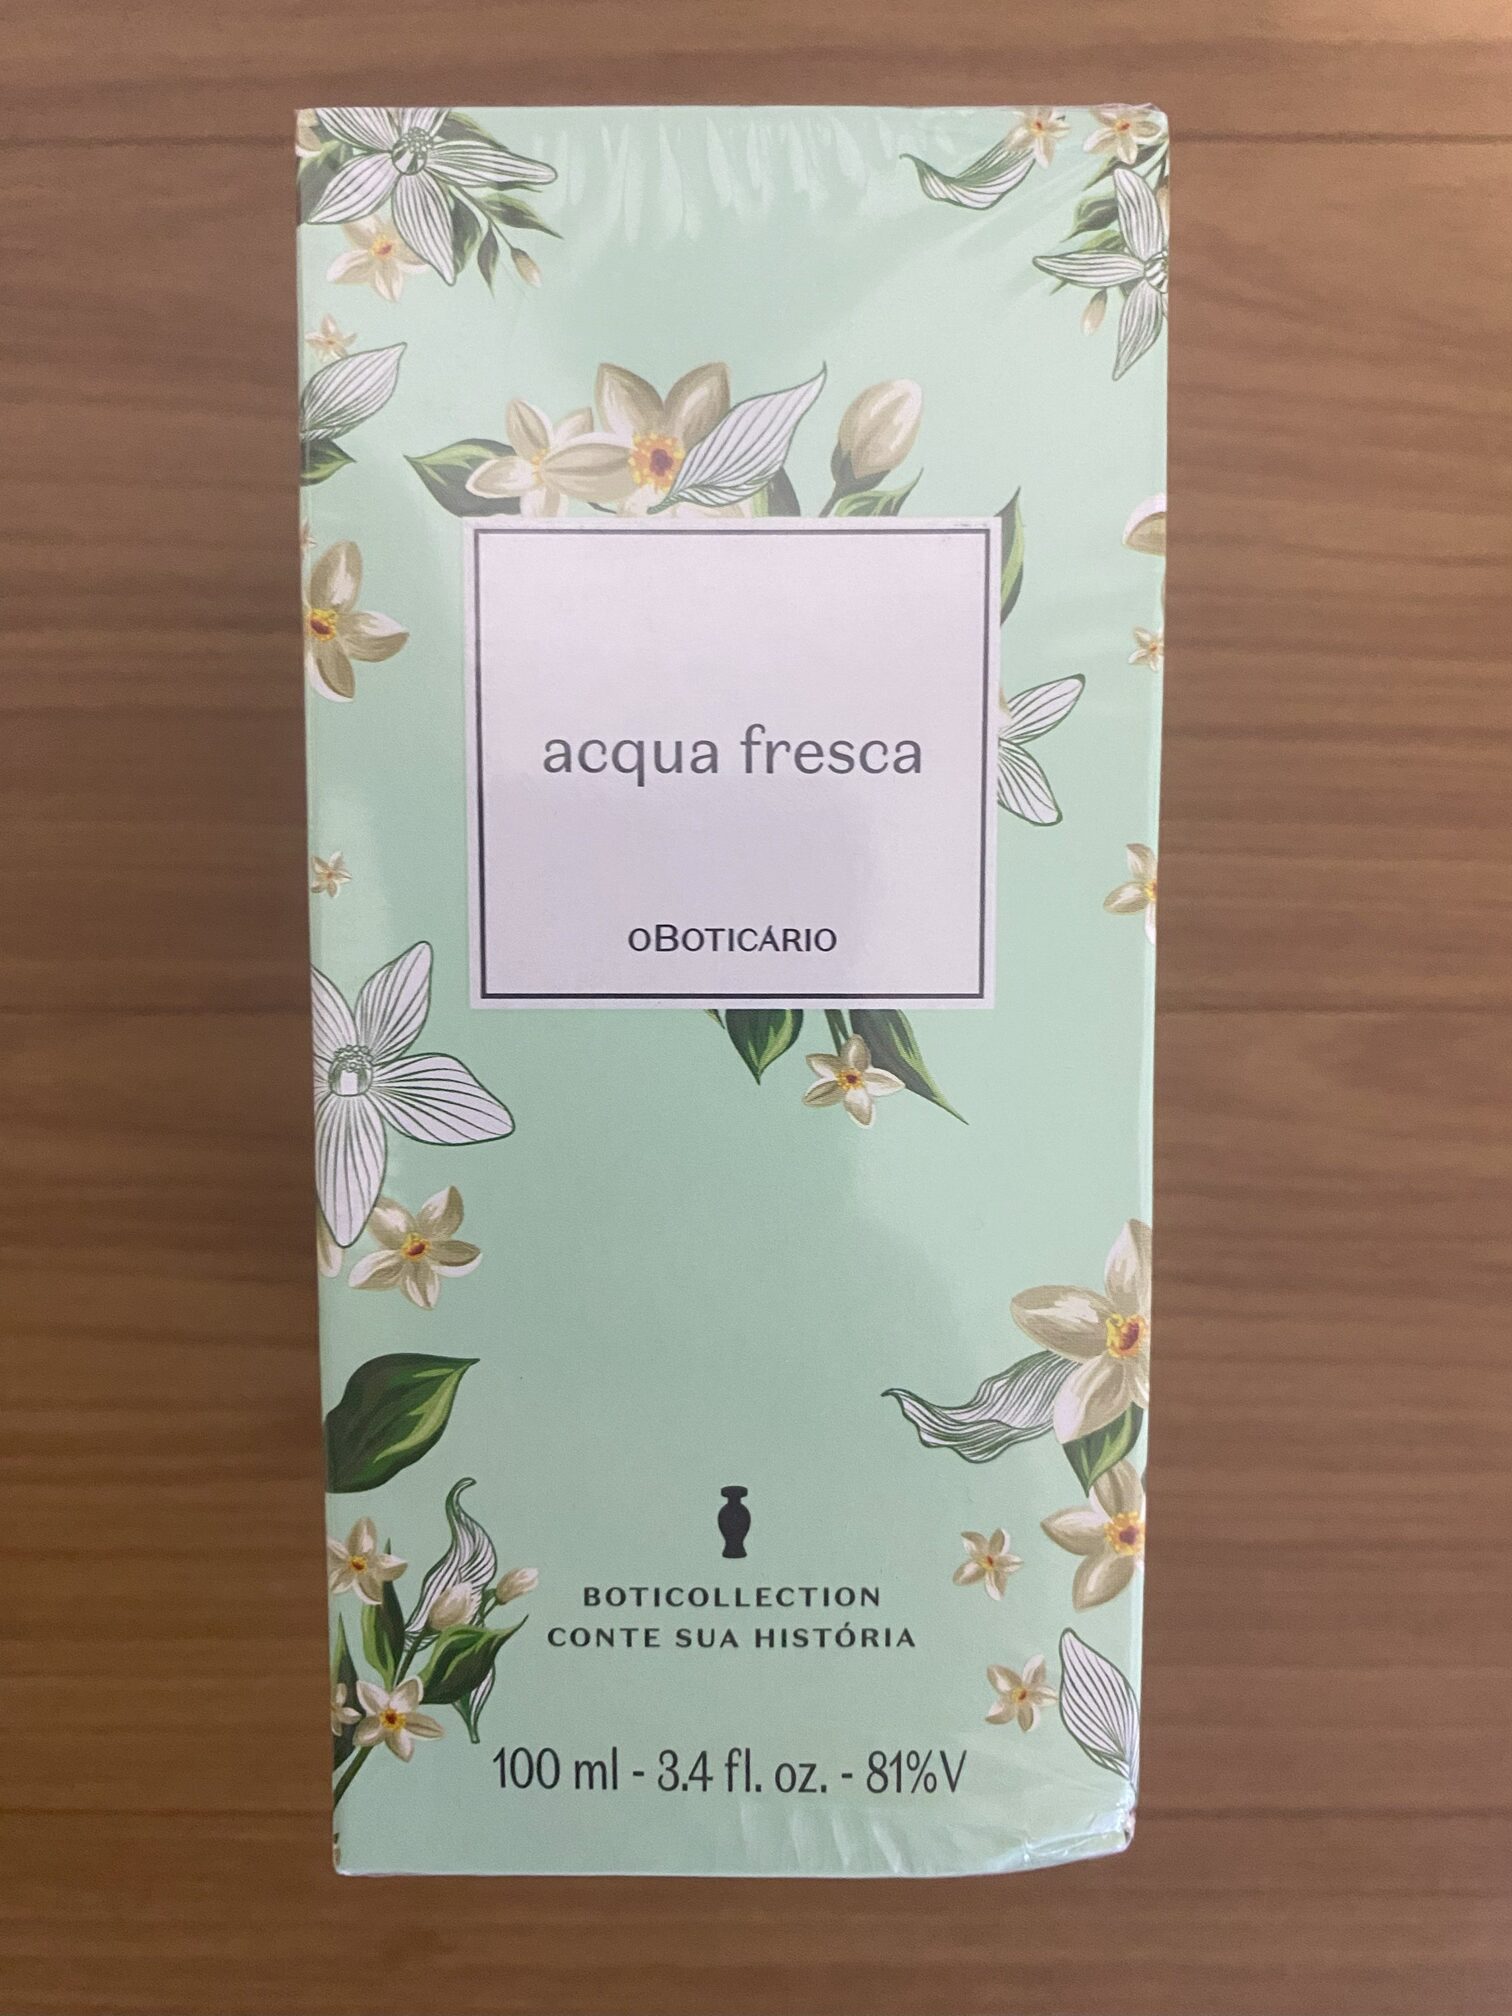 acqua fresca
oBOTICÁRIO
BOTICOLLECTION
CONTE SUA HISTÓRIA
100 ml - 3.4 fl. oz. - 81%V